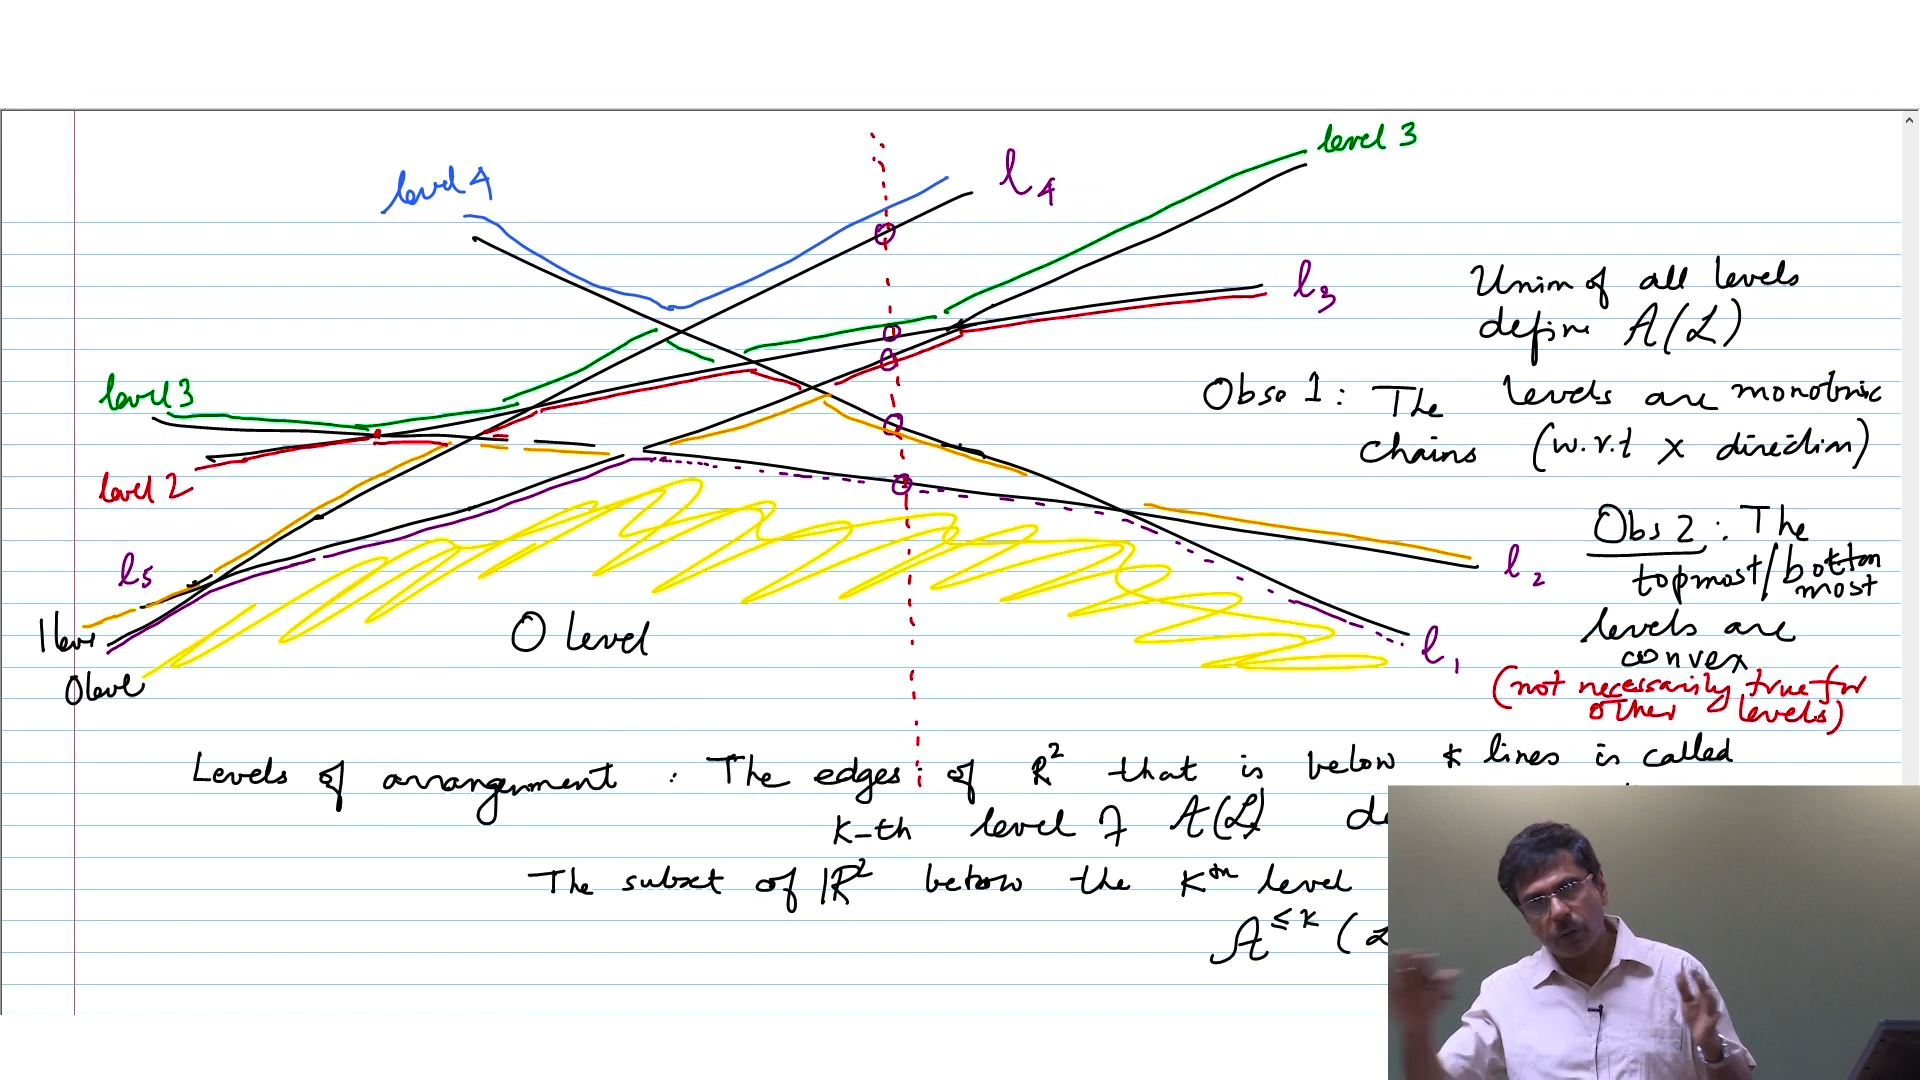 level 3
level 4
l4
l3
Union of all levels
define A(L)
level 3
Obso 1 : The levels are monotonic
chains (w.r.t x direction)
level 2
Obs 2 : The
topmost/bottom
most
l5
l2
levels are
convex
1 leve
0 level
l1
0 leve
(not necessarily true for
other levels)
Levels of arrangement : The edges of R² that is below k lines is called
k-th level of A(L)
The subset of R² below the kth level
A≤k (L